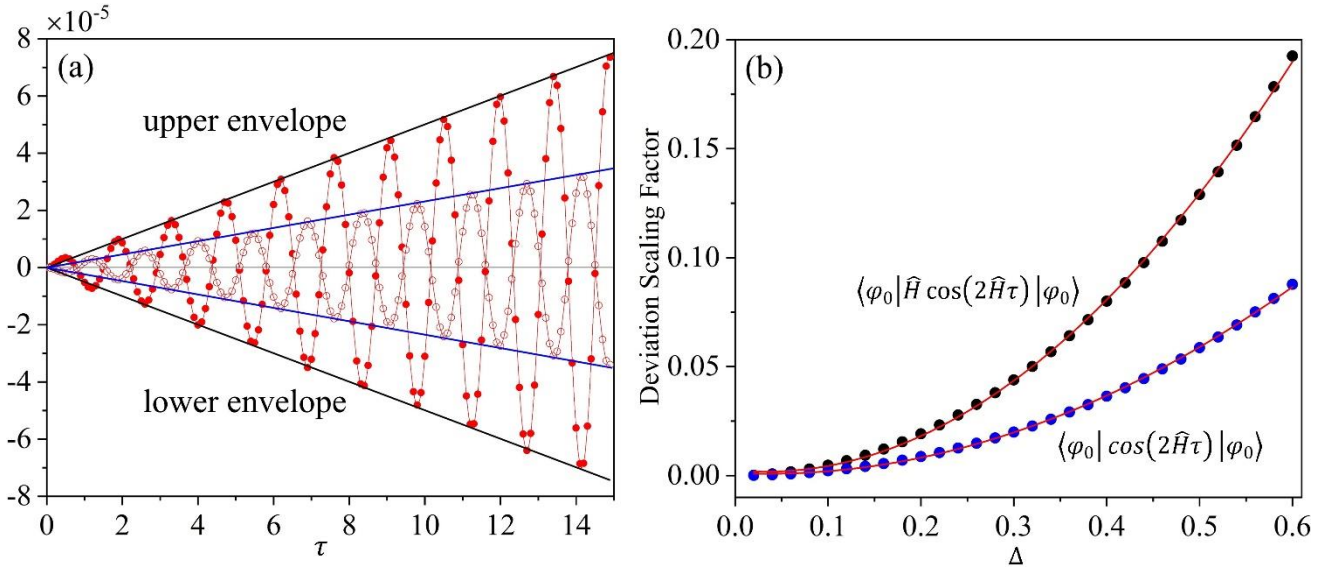 ×10⁻⁵
(a)
upper envelope
lower envelope
8
6
4
2
0
-2
-4
-6
-8
0 2 4 6 8 10 12 14
τ
(b)
Deviation Scaling Factor
0.20
0.15
0.10
0.05
0.00
⟨φ₀|Ĥ cos(2Ĥτ)|φ₀⟩
⟨φ₀| cos(2Ĥτ)|φ₀⟩
0.0 0.1 0.2 0.3 0.4 0.5 0.6
Δ